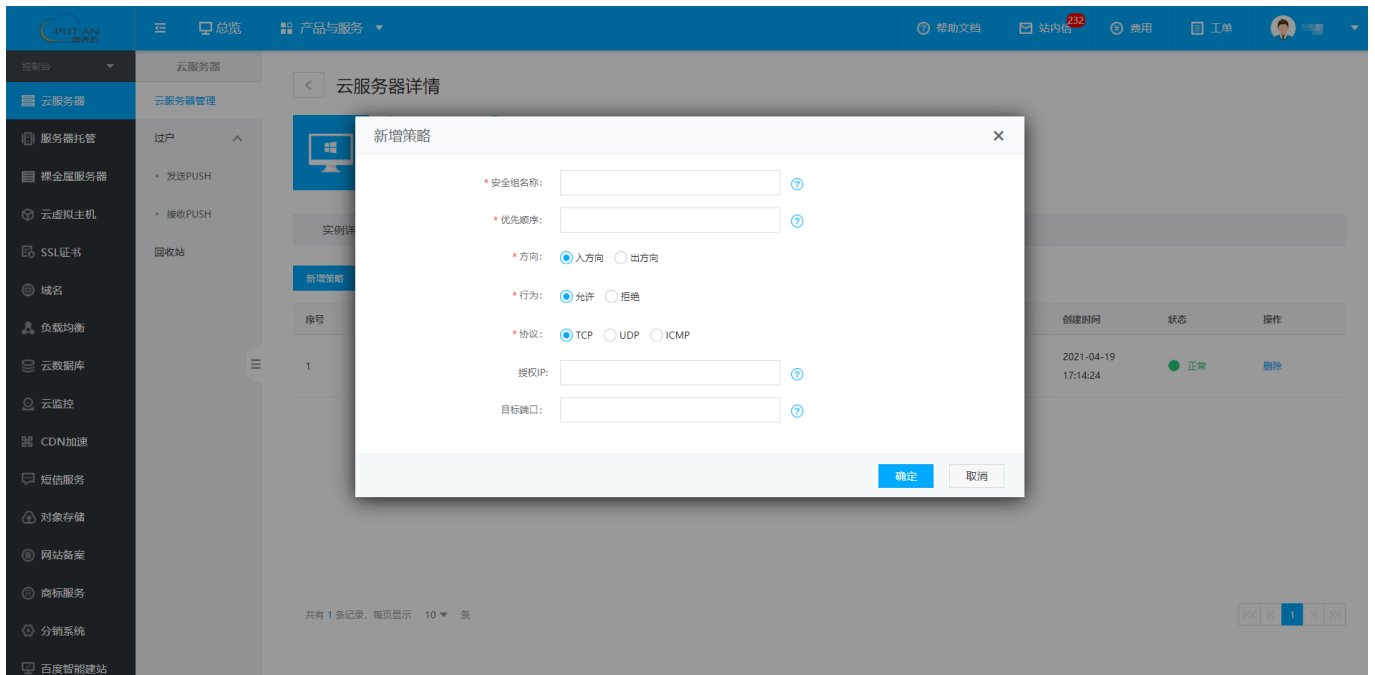 PUTIAN
总览
产品与服务
帮助文档
站内信
232
费用
工单
控制台
云服务器
服务器托管
裸金属服务器
云虚拟主机
SSL证书
域名
负载均衡
云数据库
云监控
CDN加速
短信服务
对象存储
网站备案
商标服务
分销系统
百度智能建站
云服务器
云服务器管理
过户
• 发送PUSH
• 接收PUSH
回收站
< 云服务器详情
实例详
新增策略
序号 创建时间 状态 操作
1 2021-04-19 17:14:24 正常 删除
新增策略 ×
* 安全组名称: ?
* 优先顺序: ?
* 方向: 入方向 出方向
* 行为: 允许 拒绝
* 协议: TCP UDP ICMP
授权IP: ?
目标端口: ?
确定 取消
共有 1 条记录, 每页显示 10 条
1